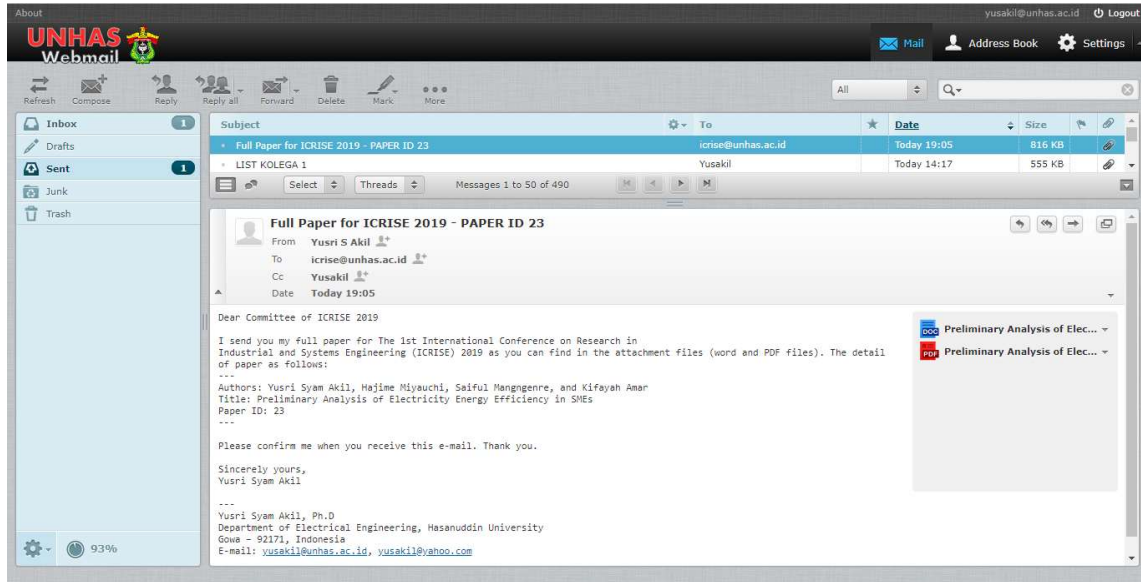 About
yusakil@unhas.ac.id Logout
UNHAS
Webmail
Mail Address Book Settings
Refresh Compose Reply Reply all Forward Delete Mark More
All
Inbox 1
Drafts
Sent 1
Junk
Trash
Subject To Date Size
Full Paper for ICRISE 2019 - PAPER ID 23 icrise@unhas.ac.id Today 19:05 816 KB
LIST KOLEGA 1 Yusakil Today 14:17 555 KB
Select Threads Messages 1 to 50 of 490
Full Paper for ICRISE 2019 - PAPER ID 23
From Yusri S Akil
To icrise@unhas.ac.id
Cc Yusakil
Date Today 19:05
Dear Committee of ICRISE 2019
I send you my full paper for The 1st International Conference on Research in
Industrial and Systems Engineering (ICRISE) 2019 as you can find in the attachment files (word and PDF files). The detail
of paper as follows:
---
Authors: Yusri Syam Akil, Hajime Miyauchi, Saiful Mangngenre, and Kifayah Amar
Title: Preliminary Analysis of Electricity Energy Efficiency in SMEs
Paper ID: 23
---
Please confirm me when you receive this e-mail. Thank you.
Sincerely yours,
Yusri Syam Akil
---
Yusri Syam Akil, Ph.D
Department of Electrical Engineering, Hasanuddin University
Gowa - 92171, Indonesia
E-mail: yusakil@unhas.ac.id, yusakil@yahoo.com
DOC Preliminary Analysis of Elec...
PDF Preliminary Analysis of Elec...
93%